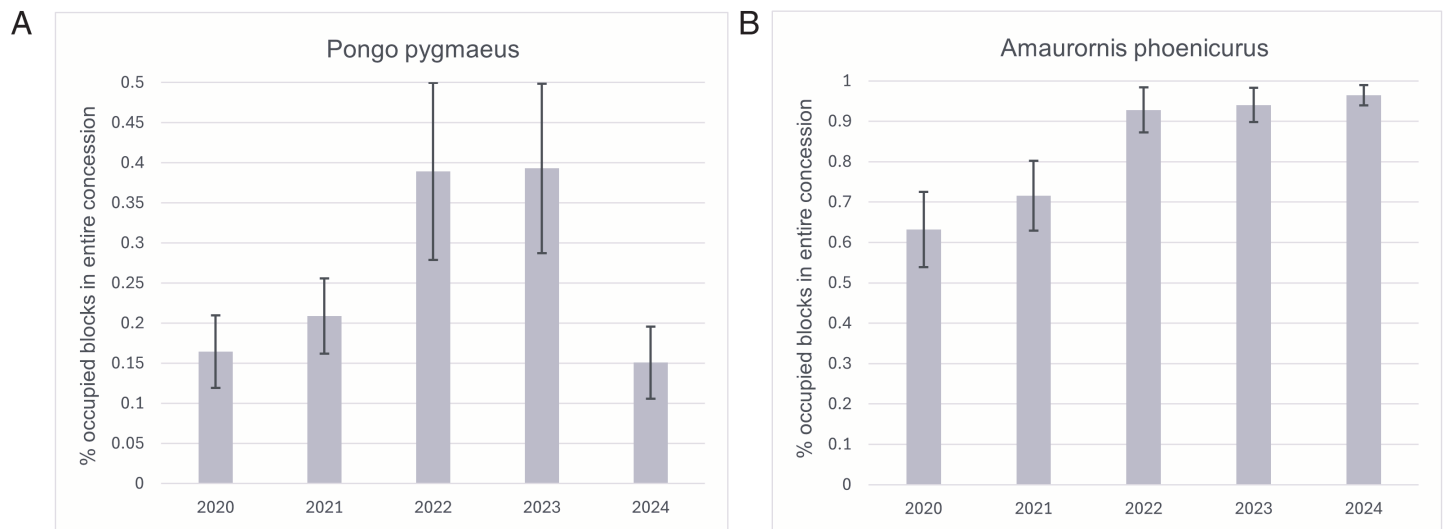 A
Pongo pygmaeus
% occupied blocks in entire concession
0.5
0.45
0.4
0.35
0.3
0.25
0.2
0.15
0.1
0.05
0
2020 2021 2022 2023 2024
B
Amaurornis phoenicurus
% occupied blocks in entire concession
1
0.9
0.8
0.7
0.6
0.5
0.4
0.3
0.2
0.1
0
2020 2021 2022 2023 2024